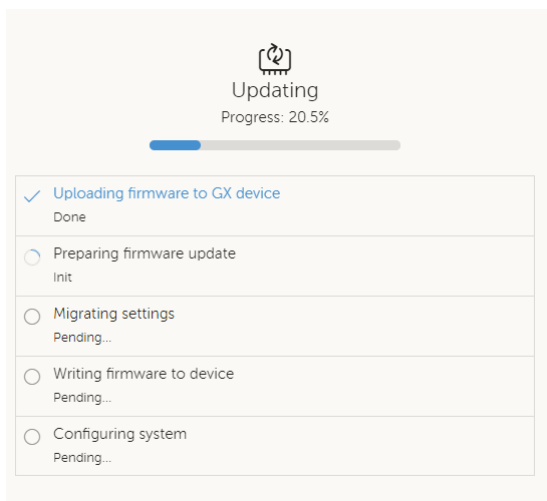 Updating
Progress: 20.5%
Uploading firmware to GX device
Done
Preparing firmware update
Init
Migrating settings
Pending...
Writing firmware to device
Pending...
Configuring system
Pending...